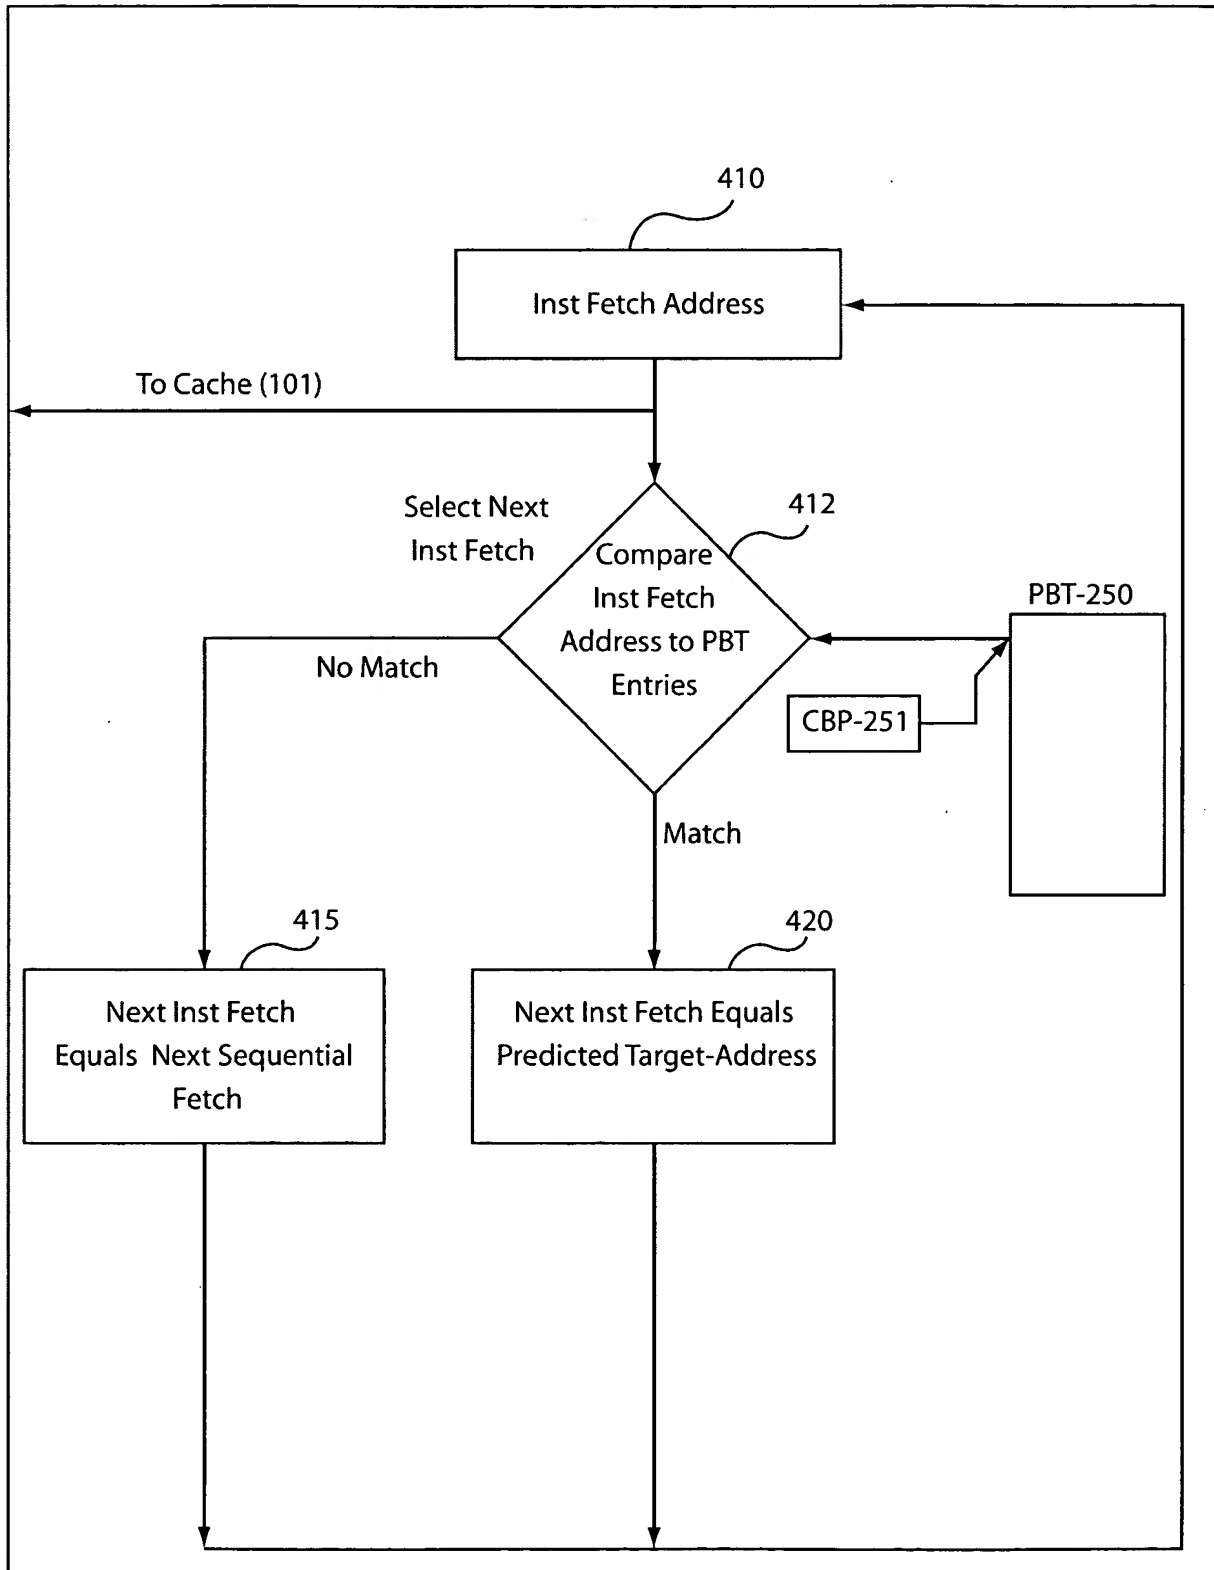 410
Inst Fetch Address
To Cache (101)
Select Next
Inst Fetch
412
Compare
Inst Fetch
Address to PBT
Entries
PBT-250
No Match
CBP-251
Match
415
420
Next Inst Fetch
Equals Next Sequential
Fetch
Next Inst Fetch Equals
Predicted Target-Address